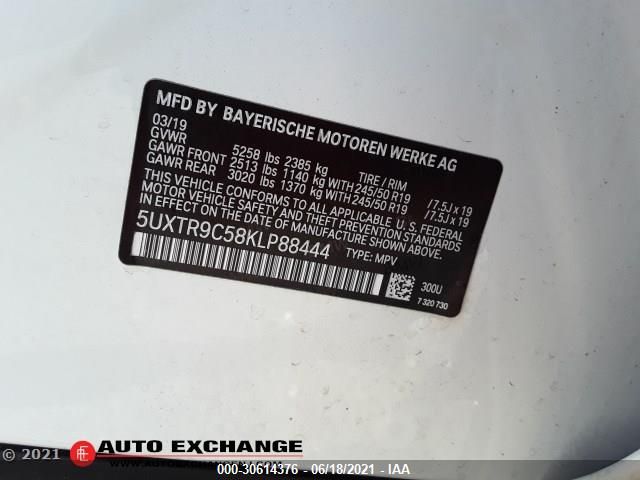 MFD BY BAYERISCHE MOTOREN WERKE AG
03/19
GVWR 5258 lbs 2385 kg TIRE / RIM
GAWR FRONT 2513 lbs 1140 kg WITH 245/50 R19 /7.5J x 19
GAWR REAR 3020 lbs 1370 kg WITH 245/50 R19 /7.5J x 19
THIS VEHICLE CONFORMS TO ALL APPLICABLE U. S. FEDERAL
MOTOR VEHICLE SAFETY AND THEFT PREVENTION STANDARDS
IN EFFECT ON THE DATE OF MANUFACTURE SHOWN ABOVE.
5UXTR9C58KLP88444 TYPE: MPV
300U
7 320 730
© 2021 AUTO EXCHANGE
000-30614376 - 06/18/2021 - IAA